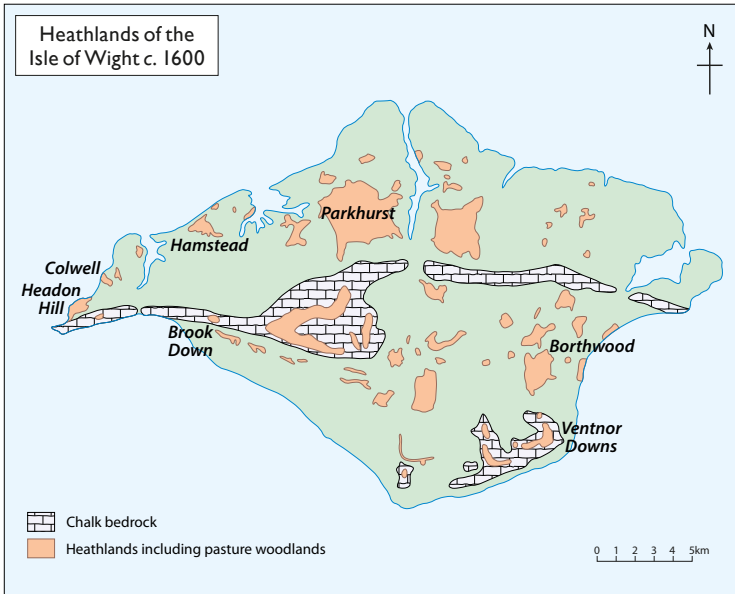 Heathlands of the
Isle of Wight c. 1600
N
Parkhurst
Hamstead
Colwell
Headon
Hill
Brook
Down
Borthwood
Ventnor
Downs
Chalk bedrock
Heathlands including pasture woodlands
0 1 2 3 4 5km